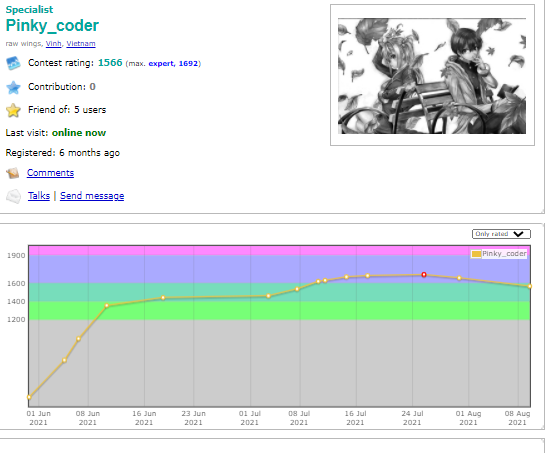 Specialist
Pinky_coder
raw wings, Vinh, Vietnam
Contest rating: 1566 (max. expert, 1692)
Contribution: 0
Friend of: 5 users
Last visit: online now
Registered: 6 months ago
Comments
Talks | Send message
Only rated
Pinky_coder
1900
1600
1400
1200
01 Jun 2021
08 Jun 2021
16 Jun 2021
23 Jun 2021
01 Jul 2021
08 Jul 2021
16 Jul 2021
24 Jul 2021
01 Aug 2021
08 Aug 2021